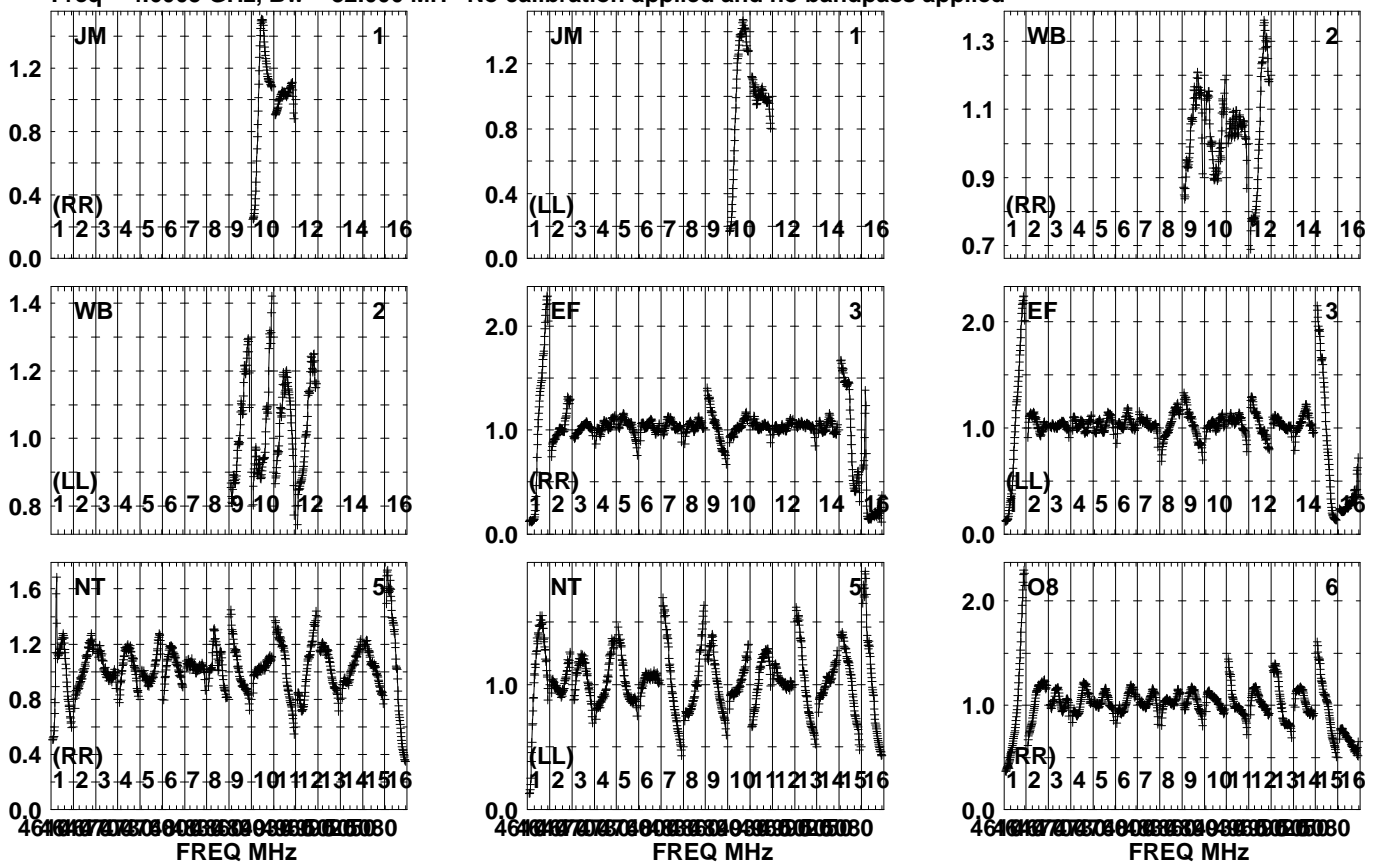 No calibration applied and no bandpass applied
JM 1
1.2
0.8
0.4
0.0
(RR)
1 2 3 4 5 6 7 8 9 10 12 14 16
JM 1
1.2
0.8
0.4
0.0
(LL)
1 2 3 4 5 6 7 8 9 10 12 14 16
WB 2
1.3
1.1
0.9
0.7
(RR)
1 2 3 4 5 6 7 8 9 10 12 14 16
WB 2
1.4
1.2
1.0
0.8
(LL)
1 2 3 4 5 6 7 8 9 10 12 14 16
EF 3
2.0
1.0
0.0
(RR)
1 2 3 4 5 6 7 8 9 10 12 14 16
EF 3
2.0
1.0
0.0
(LL)
1 2 3 4 5 6 7 8 9 10 12 14 16
NT 5
1.6
1.2
0.8
0.4
0.0
(RR)
1 2 3 4 5 6 7 8 9 10 11 12 13 15 16
FREQ MHz
NT 5
1.0
0.0
(LL)
1 2 3 4 5 6 7 8 9 10 11 12 13 14 15 16
FREQ MHz
O8 6
2.0
1.0
0.0
(RR)
1 2 3 4 5 6 7 8 9 10 11 12 13 14 15 16
FREQ MHz